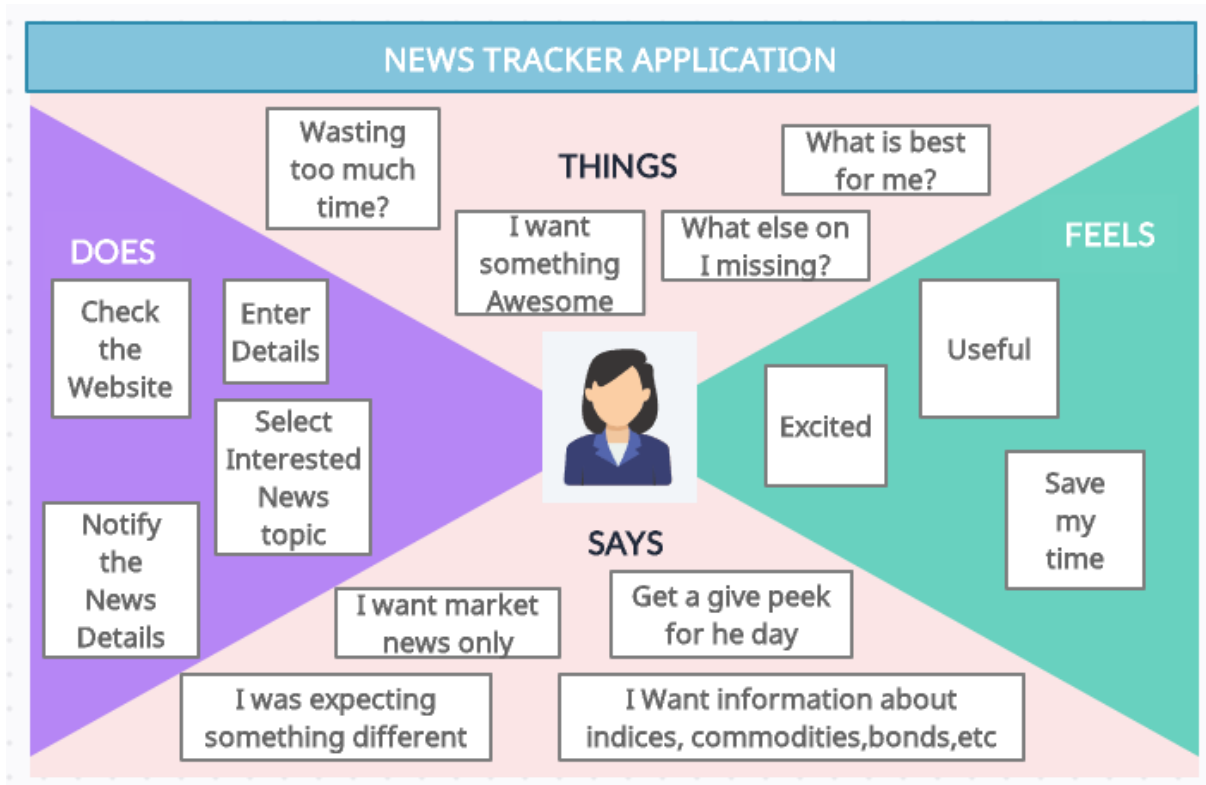 NEWS TRACKER APPLICATION
Wasting
too much
time?
THINGS
What is best
for me?
I want
something
Awesome
What else on
I missing?
DOES
Check
the
Website
Enter
Details
Select
Interested
News
topic
Notify
the
News
Details
FEELS
Useful
Excited
Save
my
time
SAYS
I want market
news only
Get a give peek
for he day
I was expecting
something different
I Want information about
indices, commodities,bonds,etc